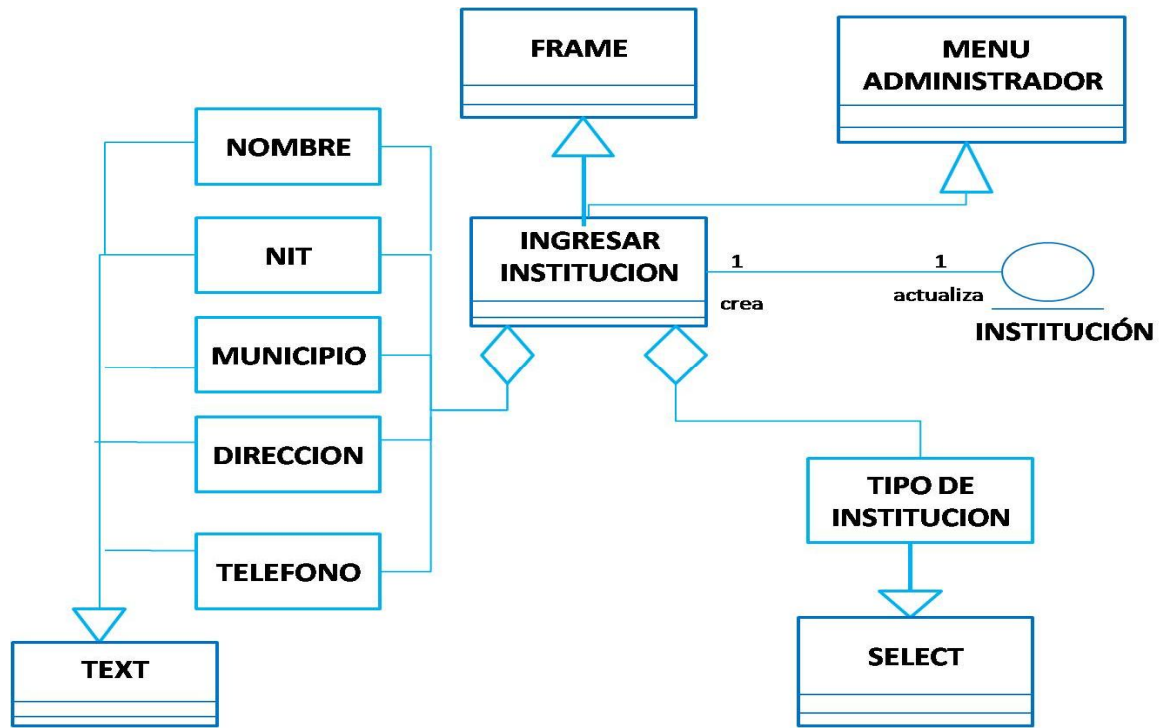 FRAME
MENU
ADMINISTRADOR
NOMBRE
NIT
INGRESAR
INSTITUCION
1
1
crea
actualiza
INSTITUCIÓN
MUNICIPIO
DIRECCION
TIPO DE
INSTITUCION
TELEFONO
TEXT
SELECT